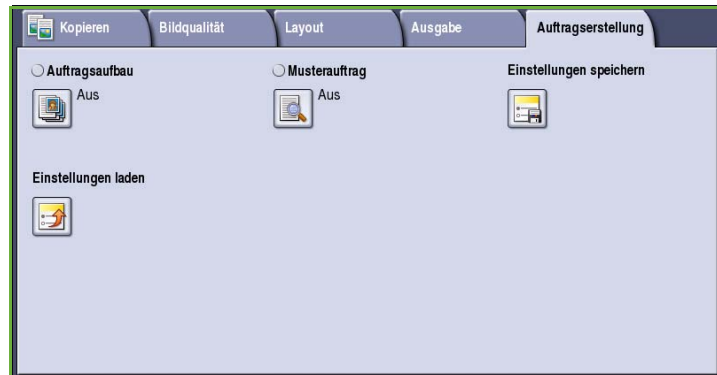 Kopieren Bildqualität Layout Ausgabe Auftragserstellung
Auftragsaufbau Musterauftrag Einstellungen speichern
Aus Aus
Einstellungen laden